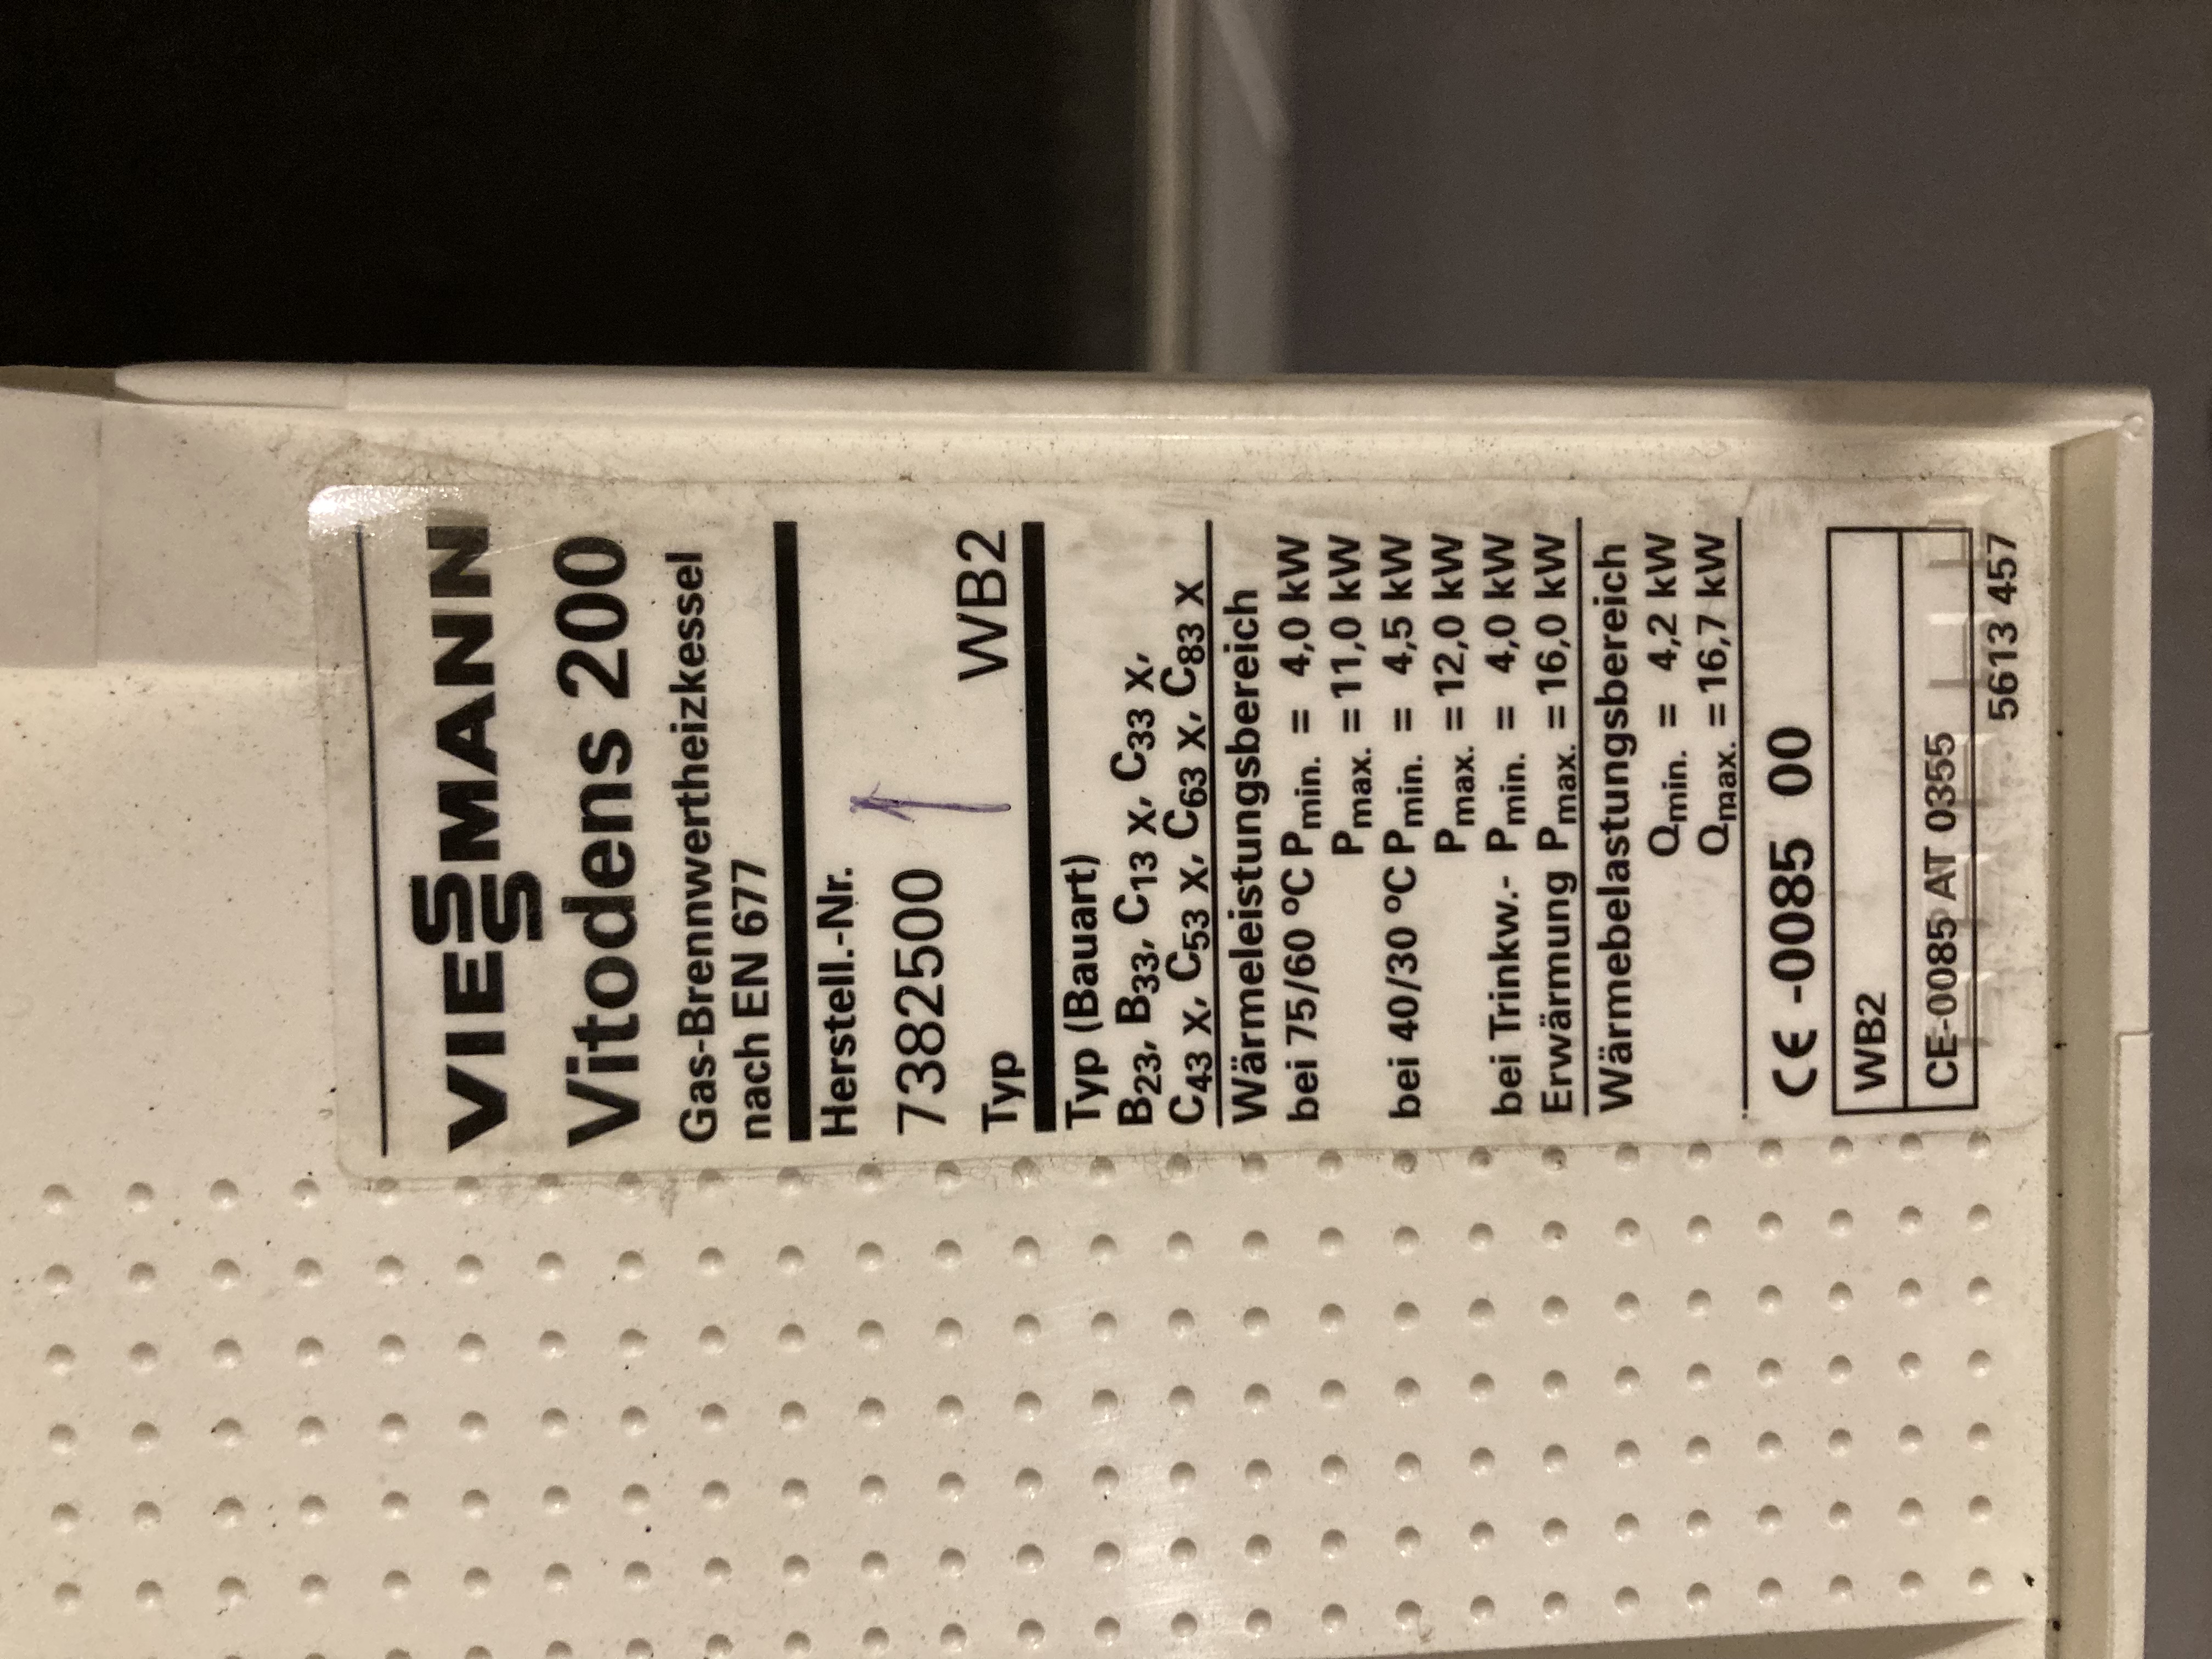 VIESSMANN
Vitodens 200
Gas-Brennwertheizkessel
nach EN 677
Herstell.-Nr.
7382500
Typ WB2
Typ (Bauart)
B23, B33, C13 X, C33 X,
C43 X, C53 X, C63 X, C83 X
Wärmeleistungsbereich
bei 75/60 ºC Pmin. = 4,0 kW
Pmax. = 11,0 kW
bei 40/30 ºC Pmin. = 4,5 kW
Pmax. = 12,0 kW
bei Trinkw.- Pmin. = 4,0 kW
Erwärmung Pmax. = 16,0 kW
Wärmebelastungsbereich
Qmin. = 4,2 kW
Qmax. = 16,7 kW
CE -0085 00
WB2
CE-0085 AT 0355
5613 457